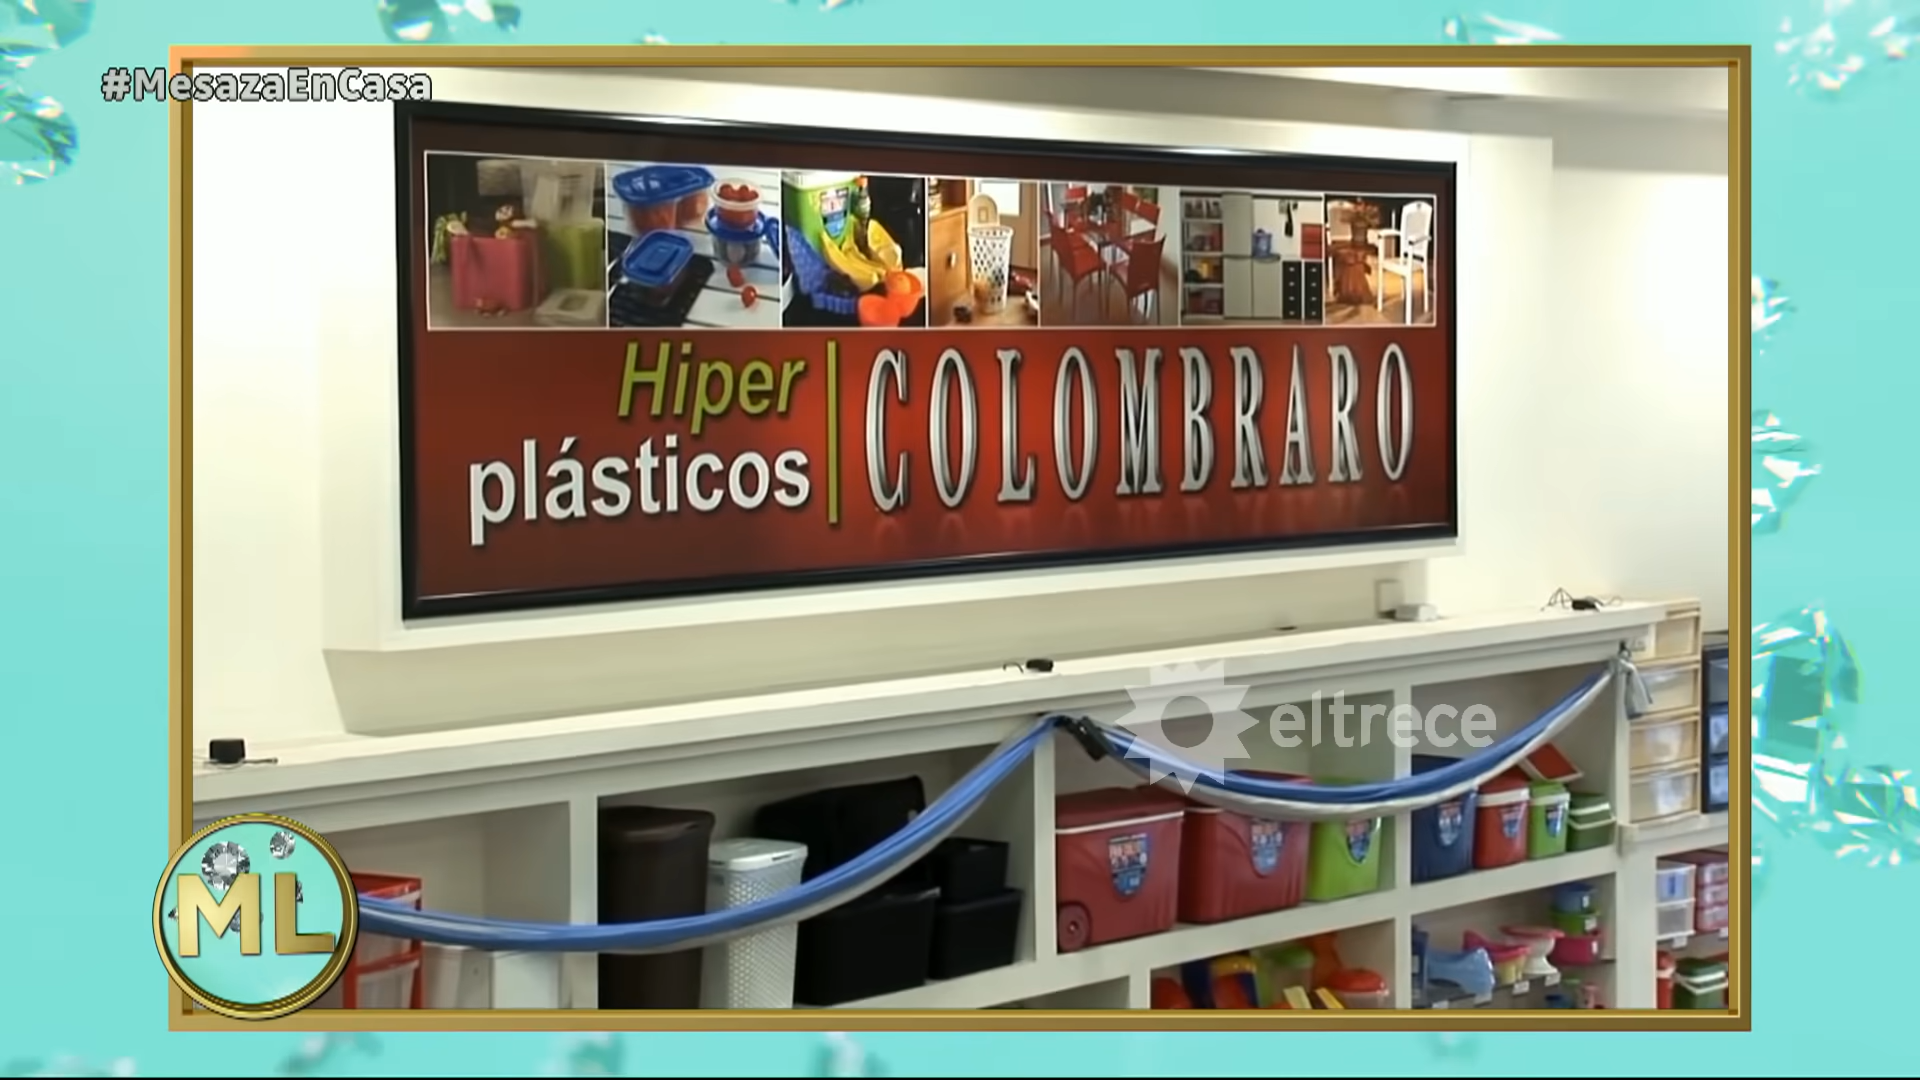 #MesazaEnCasa
Hiper
plásticos
COLOMBRARO
eltrece
ML